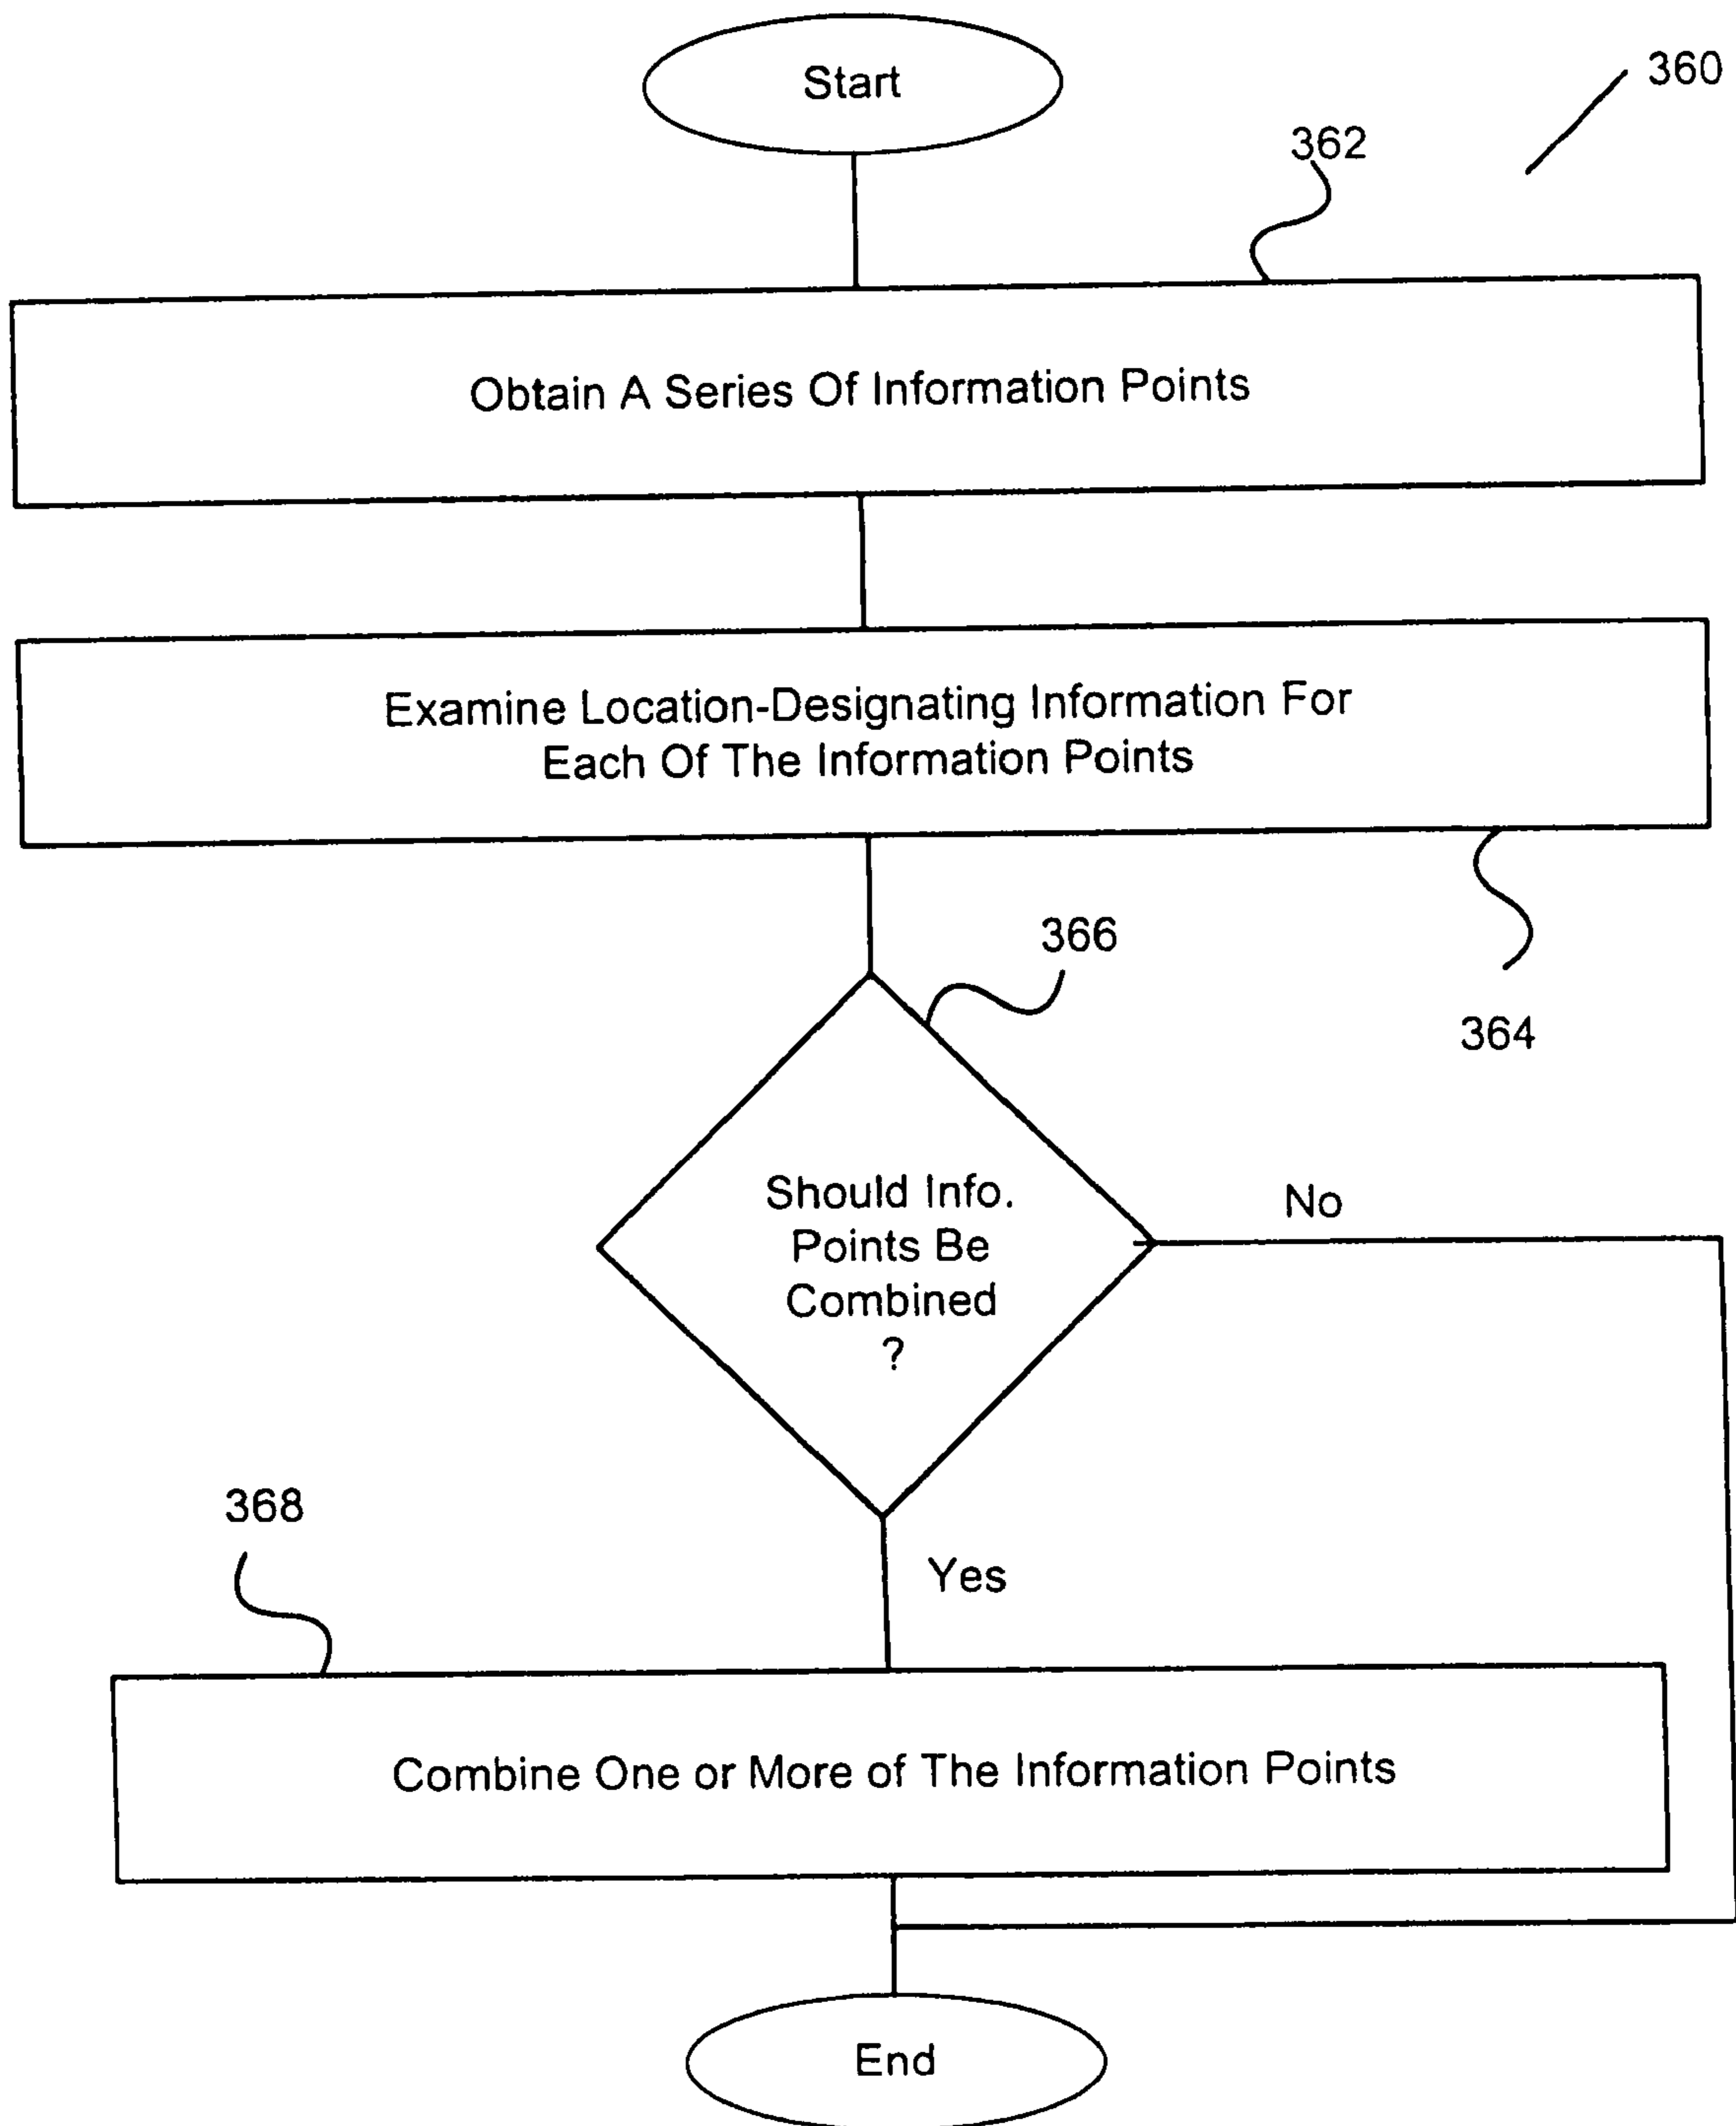 Start
360
362
Obtain A Series Of Information Points
Examine Location-Designating Information For
Each Of The Information Points
366
364
Should Info.
Points Be
Combined
?
No
368
Yes
Combine One or More of The Information Points
End